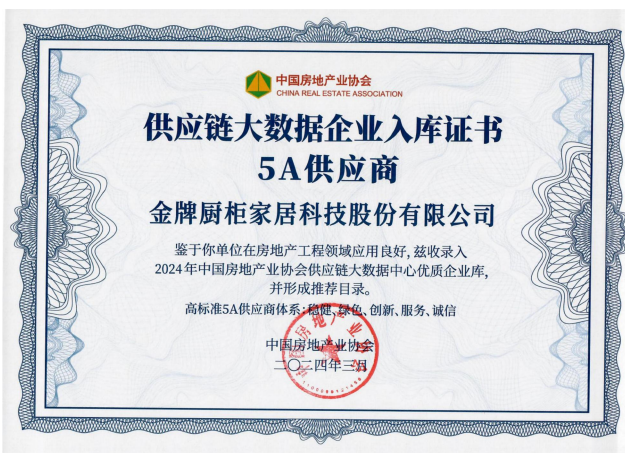 中国房地产业协会
CHINA REAL ESTATE ASSOCIATION
供应链大数据企业入库证书
5A供应商
金牌厨柜家居科技股份有限公司
鉴于你单位在房地产工程领域应用良好,兹收录入
2024年中国房地产业协会供应链大数据中心优质企业库,
并形成推荐目录。
高标准5A供应商体系:稳健、绿色、创新、服务、诚信
中国房地产业协会
二〇二四年三月